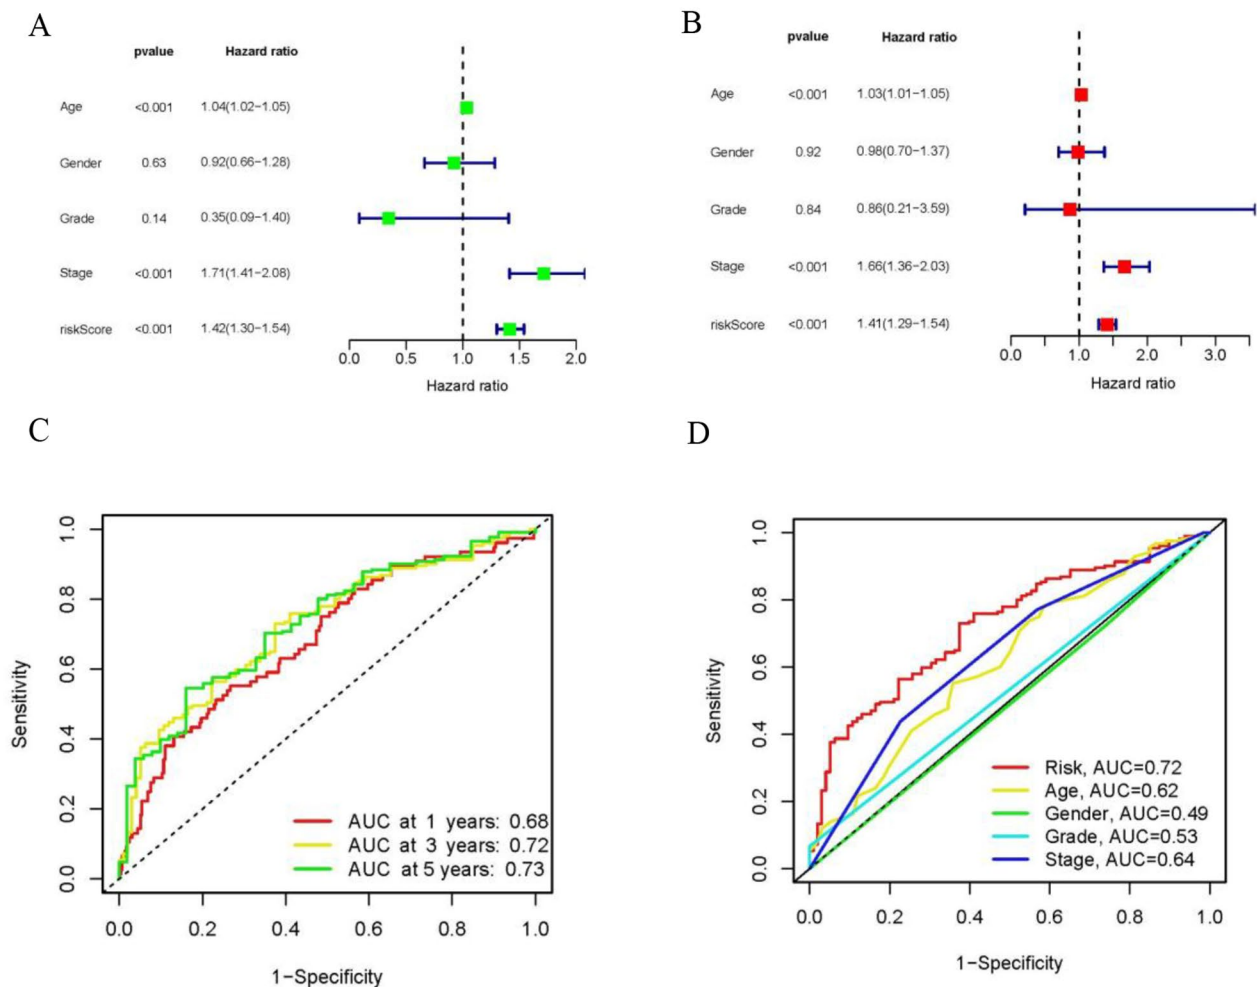 A
pvalue Hazard ratio
Age <0.001 1.04(1.02−1.05)
Gender 0.63 0.92(0.66−1.28)
Grade 0.14 0.35(0.09−1.40)
Stage <0.001 1.71(1.41−2.08)
riskScore <0.001 1.42(1.30−1.54)
0.0 0.5 1.0 1.5 2.0
Hazard ratio
B
pvalue Hazard ratio
Age <0.001 1.03(1.01−1.05)
Gender 0.92 0.98(0.70−1.37)
Grade 0.84 0.86(0.21−3.59)
Stage <0.001 1.66(1.36−2.03)
riskScore <0.001 1.41(1.29−1.54)
0.0 1.0 2.0 3.0
Hazard ratio
C
Sensitivity
1.0
0.8
0.6
0.4
0.2
0.0
AUC at 1 years: 0.68
AUC at 3 years: 0.72
AUC at 5 years: 0.73
0.0 0.2 0.4 0.6 0.8 1.0
1−Specificity
D
Sensitivity
1.0
0.8
0.6
0.4
0.2
0.0
Risk, AUC=0.72
Age, AUC=0.62
Gender, AUC=0.49
Grade, AUC=0.53
Stage, AUC=0.64
0.0 0.2 0.4 0.6 0.8 1.0
1−Specificity